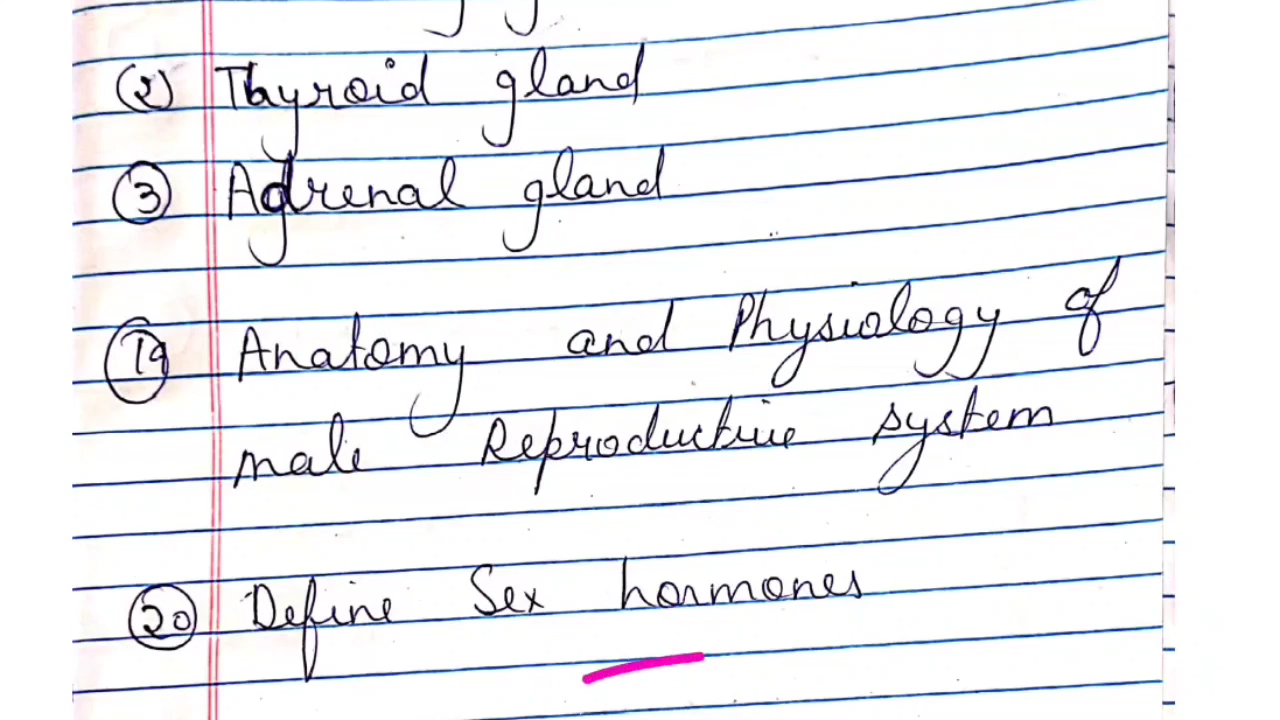 (2) Thyroid gland
(3) Adrenal gland
(19) Anatomy and Physiology of
male Reproductive system
(20) Define Sex hormones